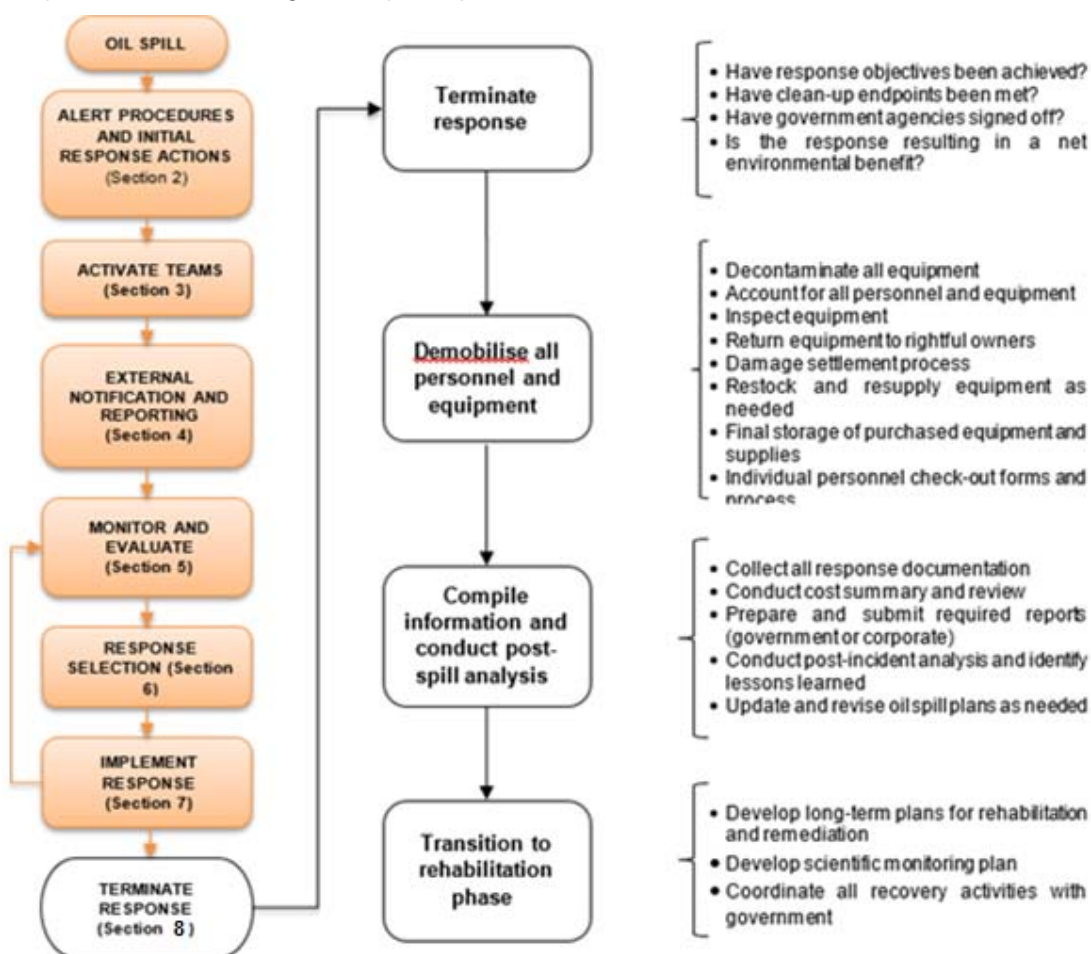 OIL SPILL
ALERT PROCEDURES
AND INITIAL
RESPONSE ACTIONS
(Section 2)
ACTIVATE TEAMS
(Section 3)
EXTERNAL
NOTIFICATION AND
REPORTING
(Section 4)
MONITOR AND
EVALUATE
(Section 5)
RESPONSE
SELECTION (Section
6)
IMPLEMENT
RESPONSE
(Section 7)
TERMINATE
RESPONSE
(Section 8)
Terminate
response
• Have response objectives been achieved?
• Have clean-up endpoints been met?
• Have government agencies signed off?
• Is the response resulting in a net
environmental benefit?
Demobilise all
personnel and
equipment
• Decontaminate all equipment
• Account for all personnel and equipment
• Inspect equipment
• Return equipment to rightful owners
• Damage settlement process
• Restock and resupply equipment as
needed
• Final storage of purchased equipment and
supplies
• Individual personnel check-out forms and
process
Compile
information and
conduct post-
spill analysis
• Collect all response documentation
• Conduct cost summary and review
• Prepare and submit required reports
(government or corporate)
• Conduct post-incident analysis and identify
lessons learned
• Update and revise oil spill plans as needed
Transition to
rehabilitation
phase
• Develop long-term plans for rehabilitation
and remediation
• Develop scientific monitoring plan
• Coordinate all recovery activities with
government